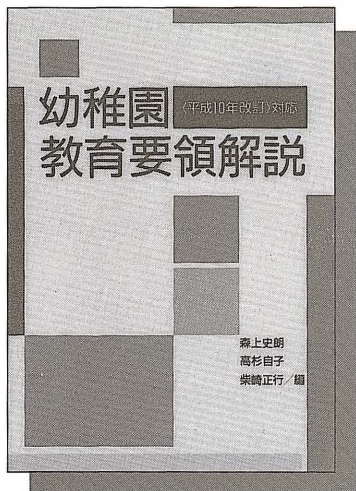 幼稚園〈平成10年改訂〉対応
教育要領解説
森上史朗
高杉自子
柴崎正行／編